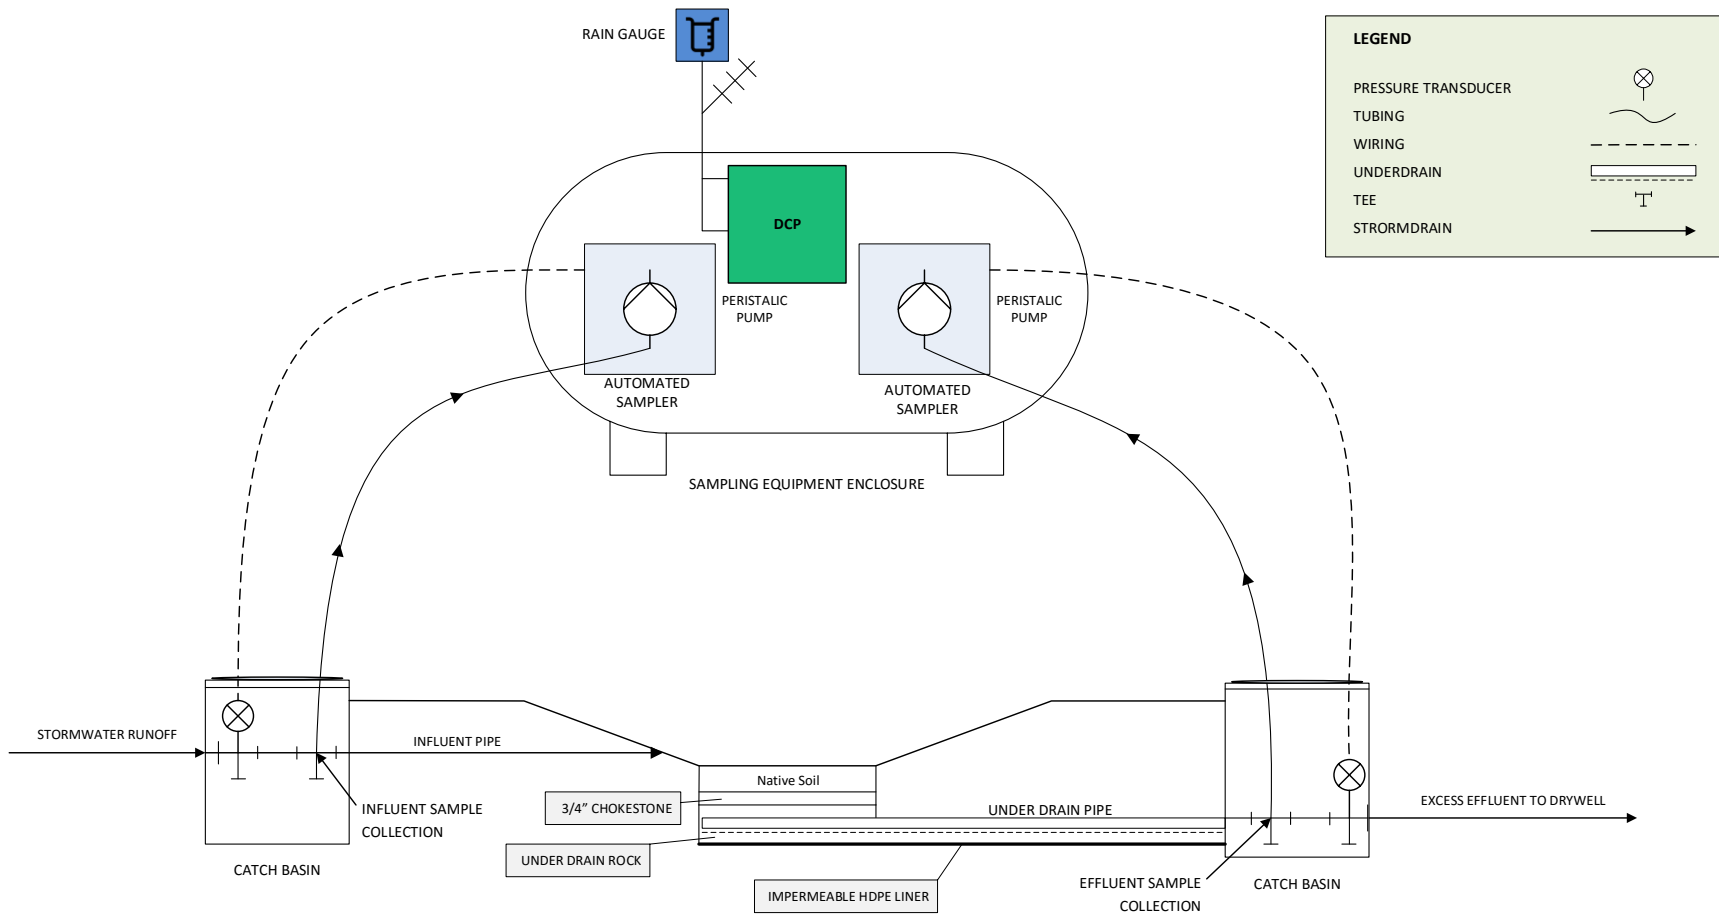 RAIN GAUGE
LEGEND
PRESSURE TRANSDUCER
TUBING
WIRING
UNDERDRAIN
TEE
STRORMDRAIN
DCP
PERISTALIC
PUMP
PERISTALIC
PUMP
AUTOMATED
SAMPLER
AUTOMATED
SAMPLER
SAMPLING EQUIPMENT ENCLOSURE
STORMWATER RUNOFF
INFLUENT PIPE
Native Soil
3/4” CHOKESTONE
INFLUENT SAMPLE
COLLECTION
UNDER DRAIN PIPE
EXCESS EFFLUENT TO DRYWELL
UNDER DRAIN ROCK
CATCH BASIN
IMPERMEABLE HDPE LINER
EFFLUENT SAMPLE
COLLECTION
CATCH BASIN